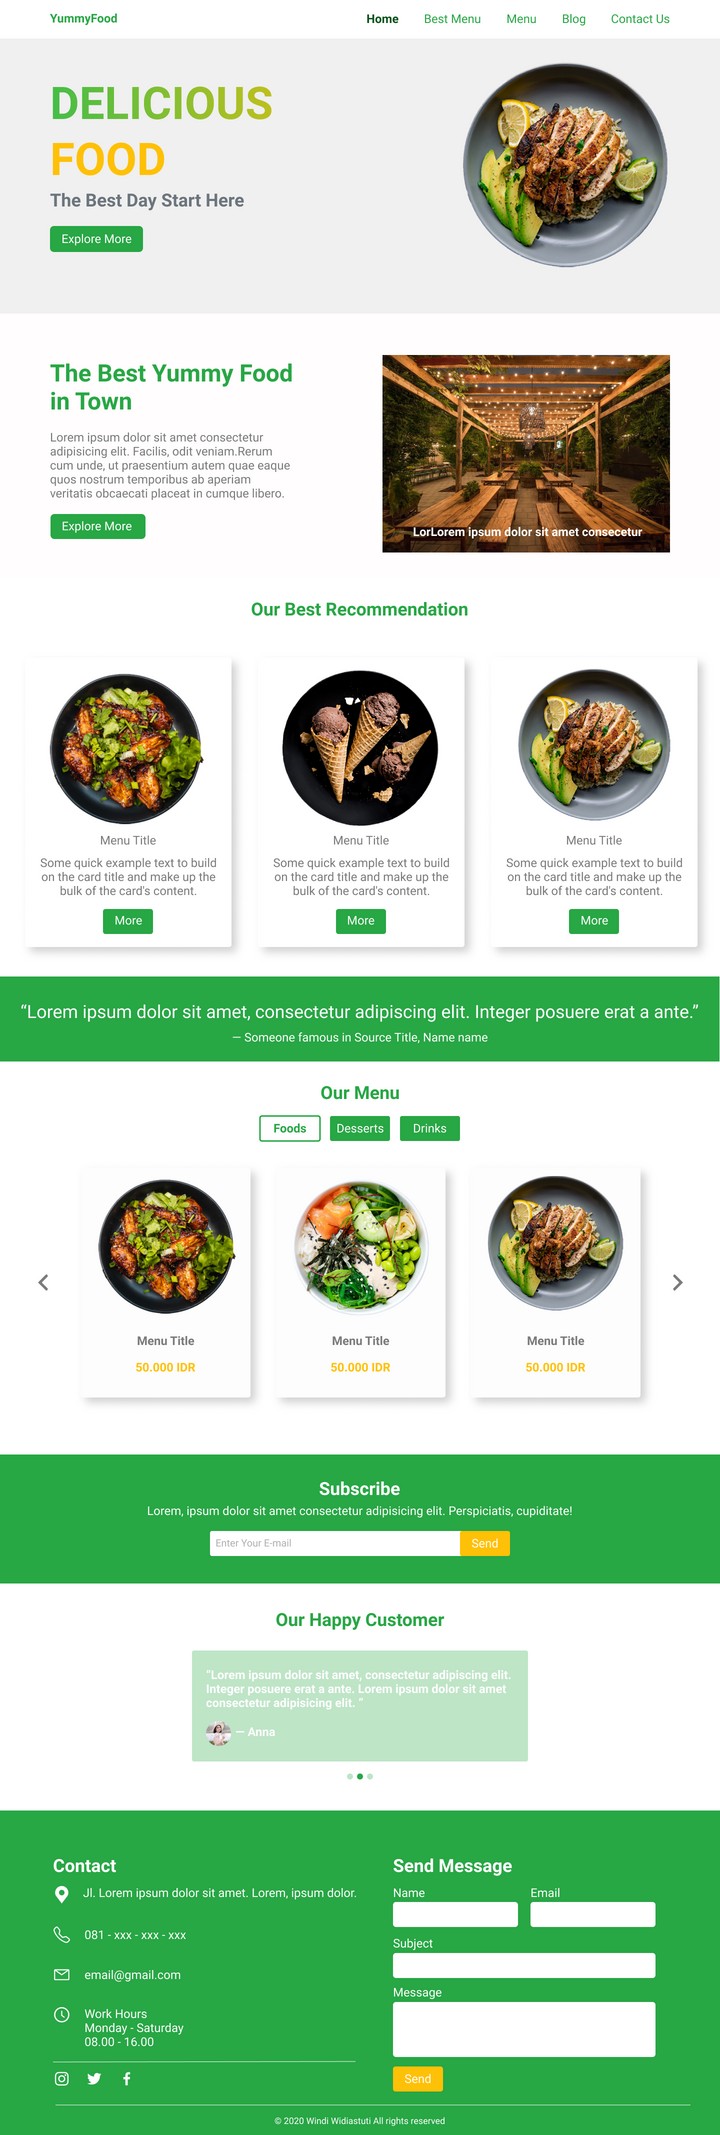 YummyFood
Home Best Menu Menu Blog Contact Us
DELICIOUS
FOOD
The Best Day Start Here
Explore More
The Best Yummy Food
in Town
Lorem ipsum dolor sit amet consectetur
adipisicing elit. Facilis, odit veniam.Rerum
cum unde, ut praesentium autem quae eaque
quos nostrum temporibus ab aperiam
veritatis obcaecati placeat in cumque libero.
Explore More
LorLorem ipsum dolor sit amet consecetur
Our Best Recommendation
Menu Title
Some quick example text to build
on the card title and make up the
bulk of the card's content.
More
Menu Title
Some quick example text to build
on the card title and make up the
bulk of the card's content.
More
Menu Title
Some quick example text to build
on the card title and make up the
bulk of the card's content.
More
“Lorem ipsum dolor sit amet, consectetur adipiscing elit. Integer posuere erat a ante.”
— Someone famous in Source Title, Name name
Our Menu
Foods Desserts Drinks
Menu Title
50.000 IDR
Menu Title
50.000 IDR
Menu Title
50.000 IDR
Subscribe
Lorem, ipsum dolor sit amet consectetur adipisicing elit. Perspiciatis, cupiditate!
Enter Your E-mail Send
Our Happy Customer
“Lorem ipsum dolor sit amet, consectetur adipiscing elit.
Integer posuere erat a ante. Lorem ipsum dolor sit amet
consectetur adipisicing elit. ”
— Anna
Contact
Jl. Lorem ipsum dolor sit amet. Lorem, ipsum dolor.
081 - xxx - xxx - xxx
email@gmail.com
Work Hours
Monday - Saturday
08.00 - 16.00
Send Message
Name Email
Subject
Message
Send
© 2020 Windi Widiastuti All rights reserved